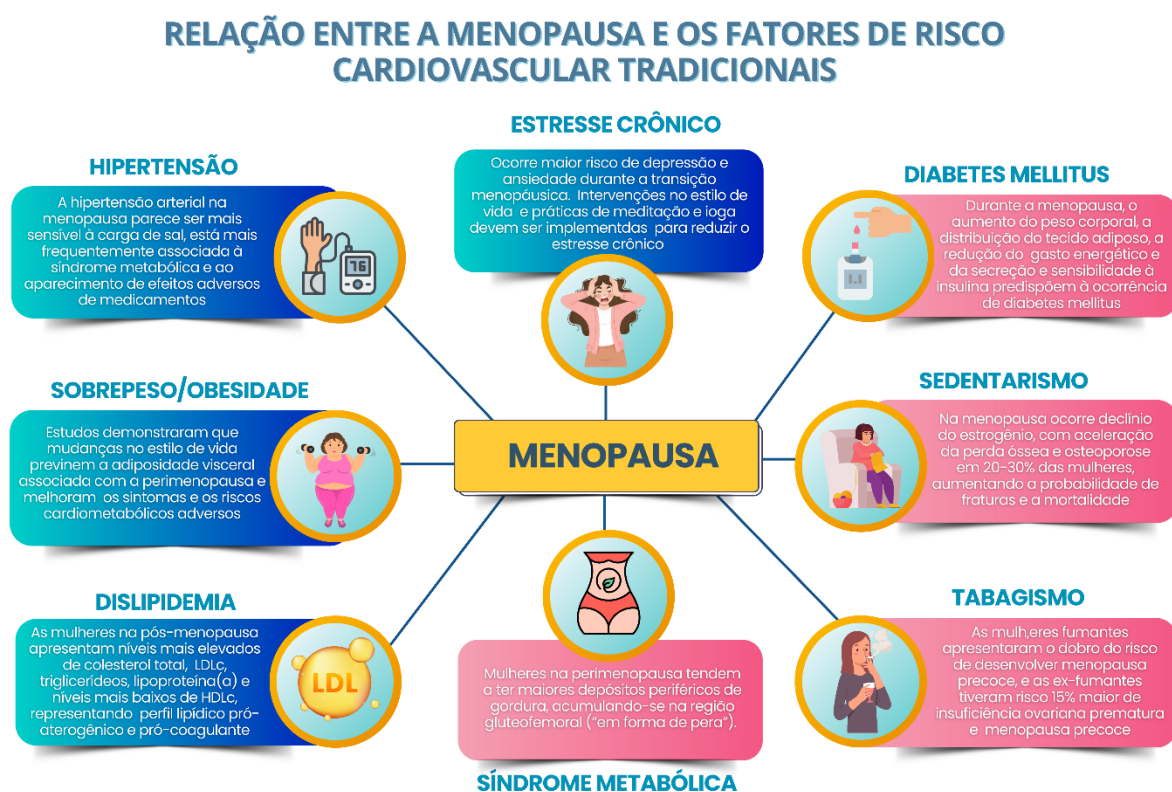 RELAÇÃO ENTRE A MENOPAUSA E OS FATORES DE RISCO
CARDIOVASCULAR TRADICIONAIS
ESTRESSE CRÔNICO
Ocorre maior risco de depressão e
ansiedade durante a transição
menopáusica. Intervenções no estilo de
vida e práticas de meditação e ioga
devem ser implementdas para reduzir o
estresse crônico
HIPERTENSÃO
A hipertensão arterial na
menopausa parece ser mais
sensível à carga de sal, está mais
frequentemente associada à
síndrome metabólica e ao
aparecimento de efeitos adversos
de medicamentos
76
DIABETES MELLITUS
Durante a menopausa, o
aumento do peso corporal, a
distribuição do tecido adiposo, a
redução do gasto energético e
da secreção e sensibilidade à
insulina predispõem à ocorrência
de diabetes mellitus
SOBREPESO/OBESIDADE
Estudos demonstraram que
mudanças no estilo de vida
previnem a adiposidade visceral
associada com a perimenopausa e
melhoram os sintomas e os riscos
cardiometabólicos adversos
MENOPAUSA
SEDENTARISMO
Na menopausa ocorre declínio
do estrogênio, com aceleração
da perda óssea e osteoporose
em 20-30% das mulheres,
aumentando a probabilidade de
fraturas e a mortalidade
DISLIPIDEMIA
As mulheres na pós-menopausa
apresentam níveis mais elevados
de colesterol total, LDLc,
triglicerídeos, lipoproteína(a) e
níveis mais baixos de HDLc,
representando perfil lipídico pró-
aterogênico e pró-coagulante
LDL
Mulheres na perimenopausa tendem
a ter maiores depósitos periféricos de
gordura, acumulando-se na região
gluteofemoral ("em forma de pera").
SÍNDROME METABÓLICA
TABAGISMO
As mulh,eres fumantes
apresentaram o dobro do risco
de desenvolver menopausa
precoce, e as ex-fumantes
tiveram risco 15% maior de
insuficiência ovariana prematura
e menopausa precoce